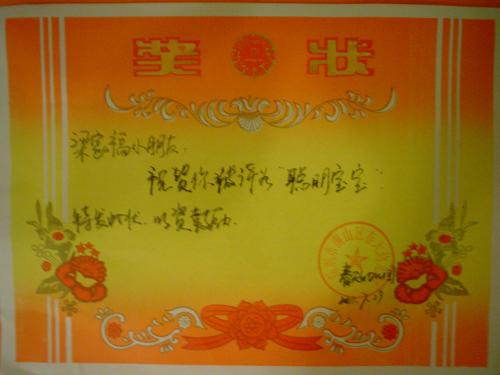 奖状
梁家福小朋友：
祝贺你被评为"聪明宝宝"。
特发此状，以资鼓励。